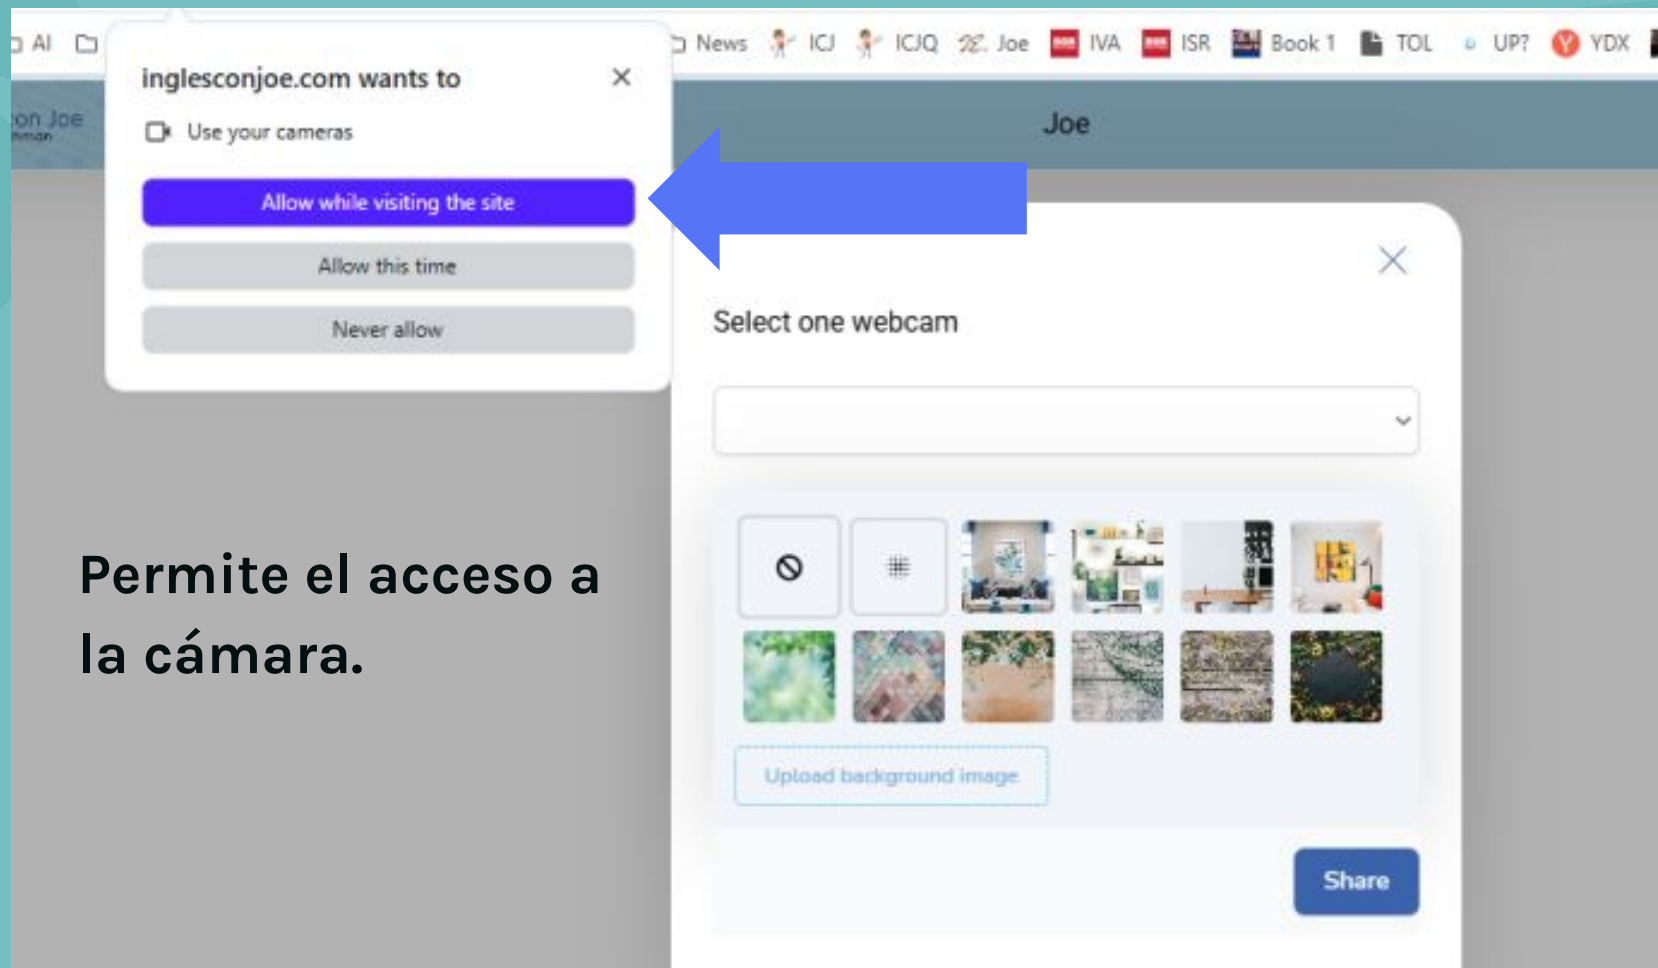 AI
News
ICJ
ICJQ
Joe
IVA
ISR
Book 1
TOL
UP?
YDX
con Joe
Joe
inglesconjoe.com wants to
Use your cameras
Allow while visiting the site
Allow this time
Never allow
Select one webcam
Permite el acceso a
la cámara.
Upload background image
Share